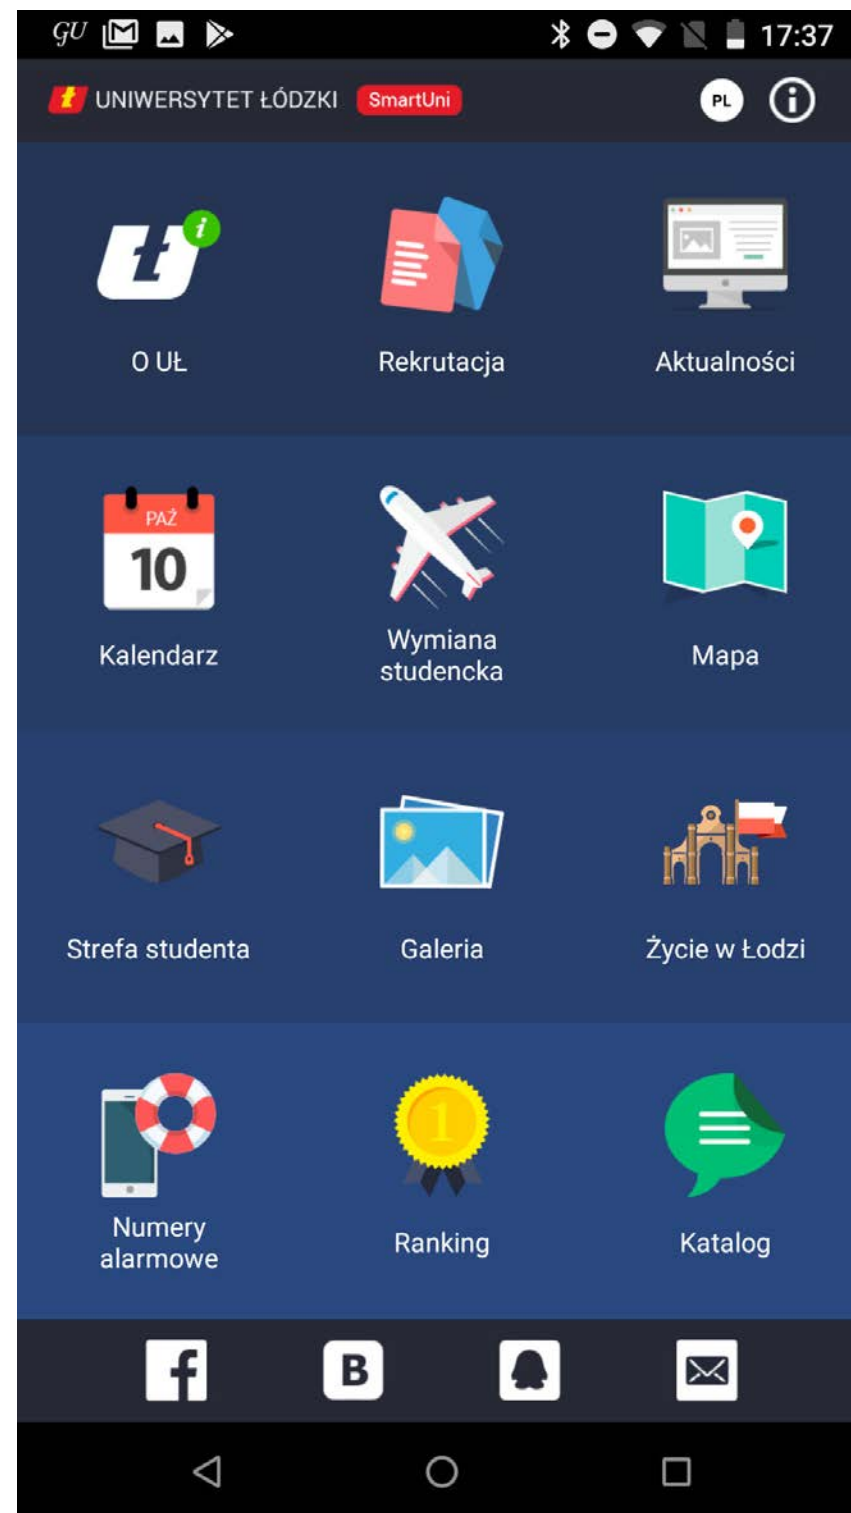 GU 17:37
UNIWERSYTET ŁÓDZKI SmartUni PL i
i
O UŁ Rekrutacja Aktualności
PAŹ
10
Kalendarz Wymiana studencka Mapa
Strefa studenta Galeria Życie w Łodzi
1
Numery alarmowe Ranking Katalog
f B